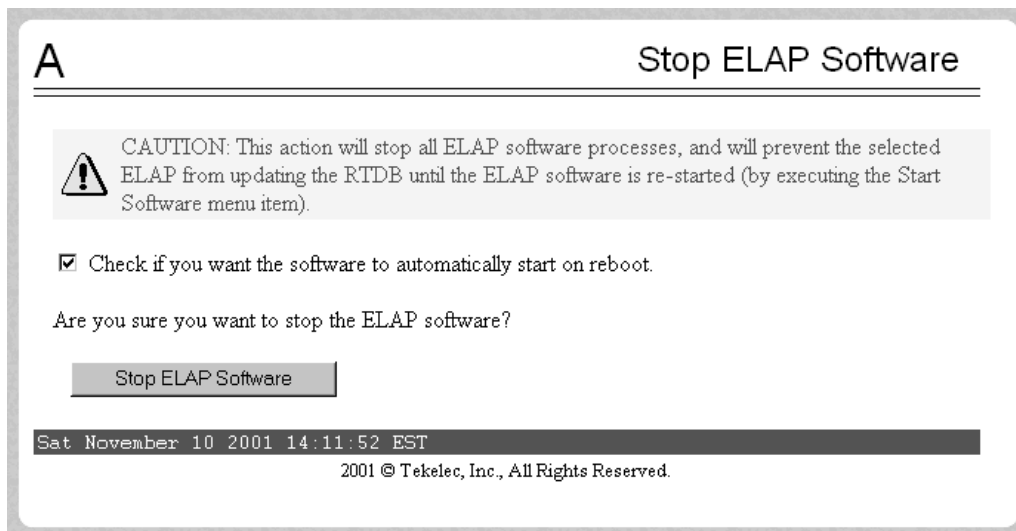 A
Stop ELAP Software
CAUTION: This action will stop all ELAP software processes, and will prevent the selected
ELAP from updating the RTDB until the ELAP software is re-started (by executing the Start
Software menu item).
Check if you want the software to automatically start on reboot.
Are you sure you want to stop the ELAP software?
Stop ELAP Software
Sat November 10 2001 14:11:52 EST
2001 © Tekelec, Inc., All Rights Reserved.